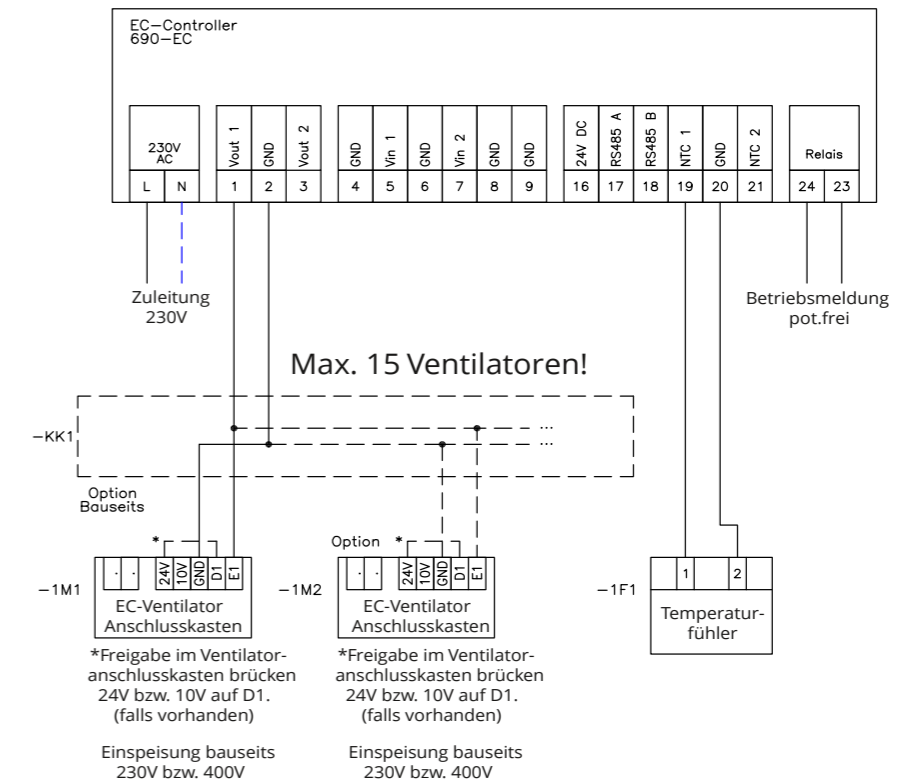 EC-Controller
690-EC
230V
AC
L N
Vout 1 GND Vout 2
1 2 3
GND Vin 1 GND Vin 2 GND GND
4 5 6 7 8 9
24V DC RS485 A RS485 B NTC 1 GND NTC 2
16 17 18 19 20 21
Relais
24 23
Zuleitung
230V
Betriebsmeldung
pot.frei
Max. 15 Ventilatoren!
-KK1
...
...
Option
Bauseits
*
24V 10V GND D1 E1
-1M1
EC-Ventilator
Anschlusskasten
*Freigabe im Ventilator-
anschlusskasten brücken
24V bzw. 10V auf D1.
(falls vorhanden)
Einspeisung bauseits
230V bzw. 400V
Option *
24V 10V GND D1 E1
-1M2
EC-Ventilator
Anschlusskasten
*Freigabe im Ventilator-
anschlusskasten brücken
24V bzw. 10V auf D1.
(falls vorhanden)
Einspeisung bauseits
230V bzw. 400V
-1F1
1 2
Temperatur-
fühler